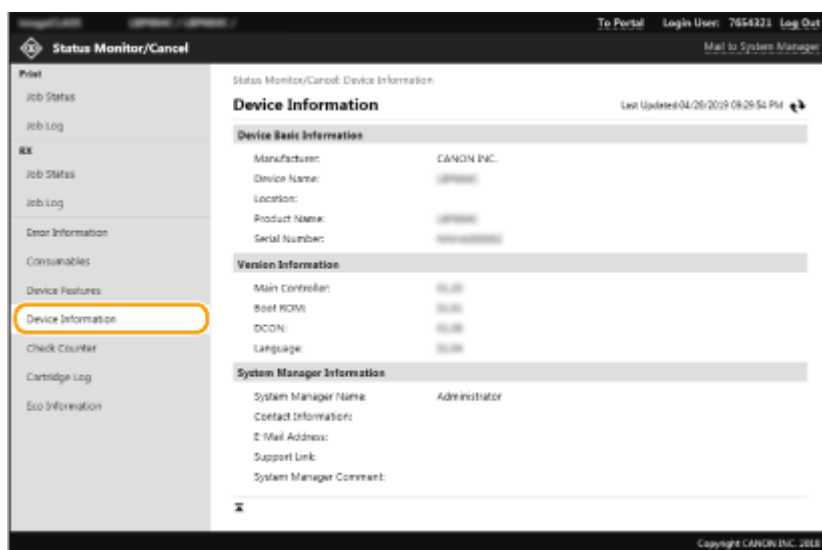 To Portal Login User: 7654321 Log Out
Status Monitor/Cancel
Mail to System Manager
Print
Job Status
Job Log
RX
Job Status
Job Log
Error Information
Consumables
Device Features
Device Information
Check Counter
Cartridge Log
Eco Information
Status Monitor/Cancel: Device Information
Device Information
Last Updated:04/28/2019 09:29:54 PM
Device Basic Information
Manufacturer: CANON INC.
Device Name:
Location:
Product Name:
Serial Number:
Version Information
Main Controller:
Boot ROM:
DCON:
Language:
System Manager Information
System Manager Name: Administrator
Contact Information:
E-Mail Address:
Support Link:
System Manager Comment:
Copyright CANON INC. 2018